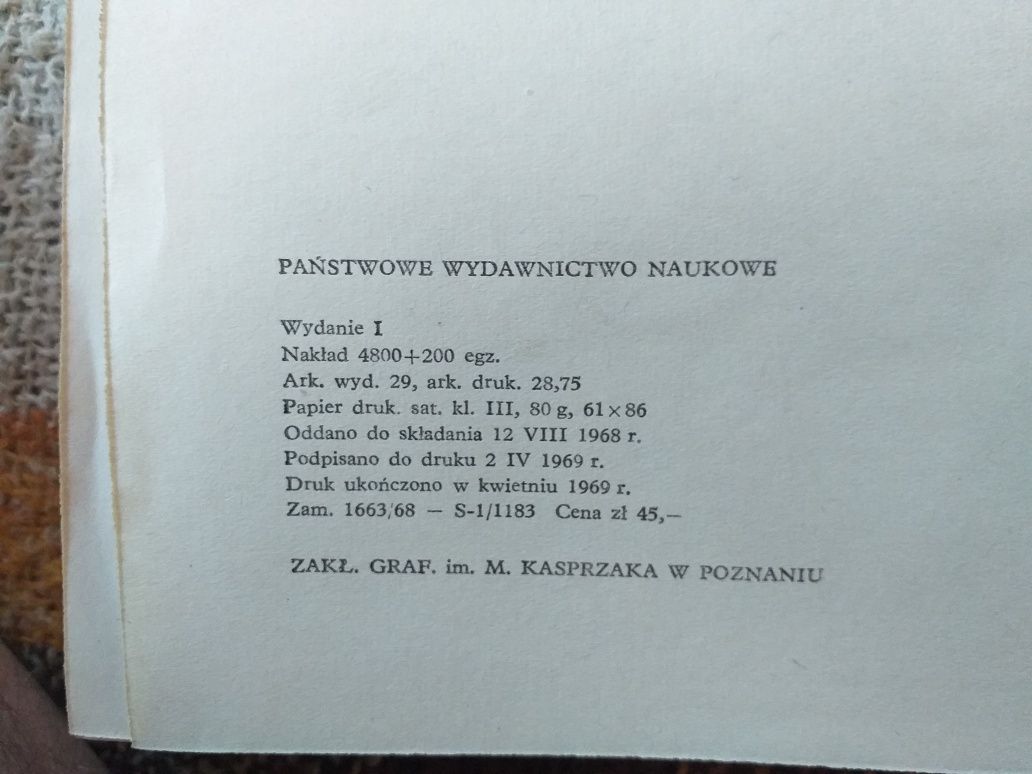 PAŃSTWOWE WYDAWNICTWO NAUKOWE
Wydanie I
Nakład 4800+200 egz.
Ark. wyd. 29, ark. druk. 28,75
Papier druk. sat. kl. III, 80 g, 61×86
Oddano do składania 12 VIII 1968 r.
Podpisano do druku 2 IV 1969 r.
Druk ukończono w kwietniu 1969 r.
Zam. 1663/68 — S-1/1183 Cena zł 45,—
ZAKŁ. GRAF. im. M. KASPRZAKA W POZNANIU